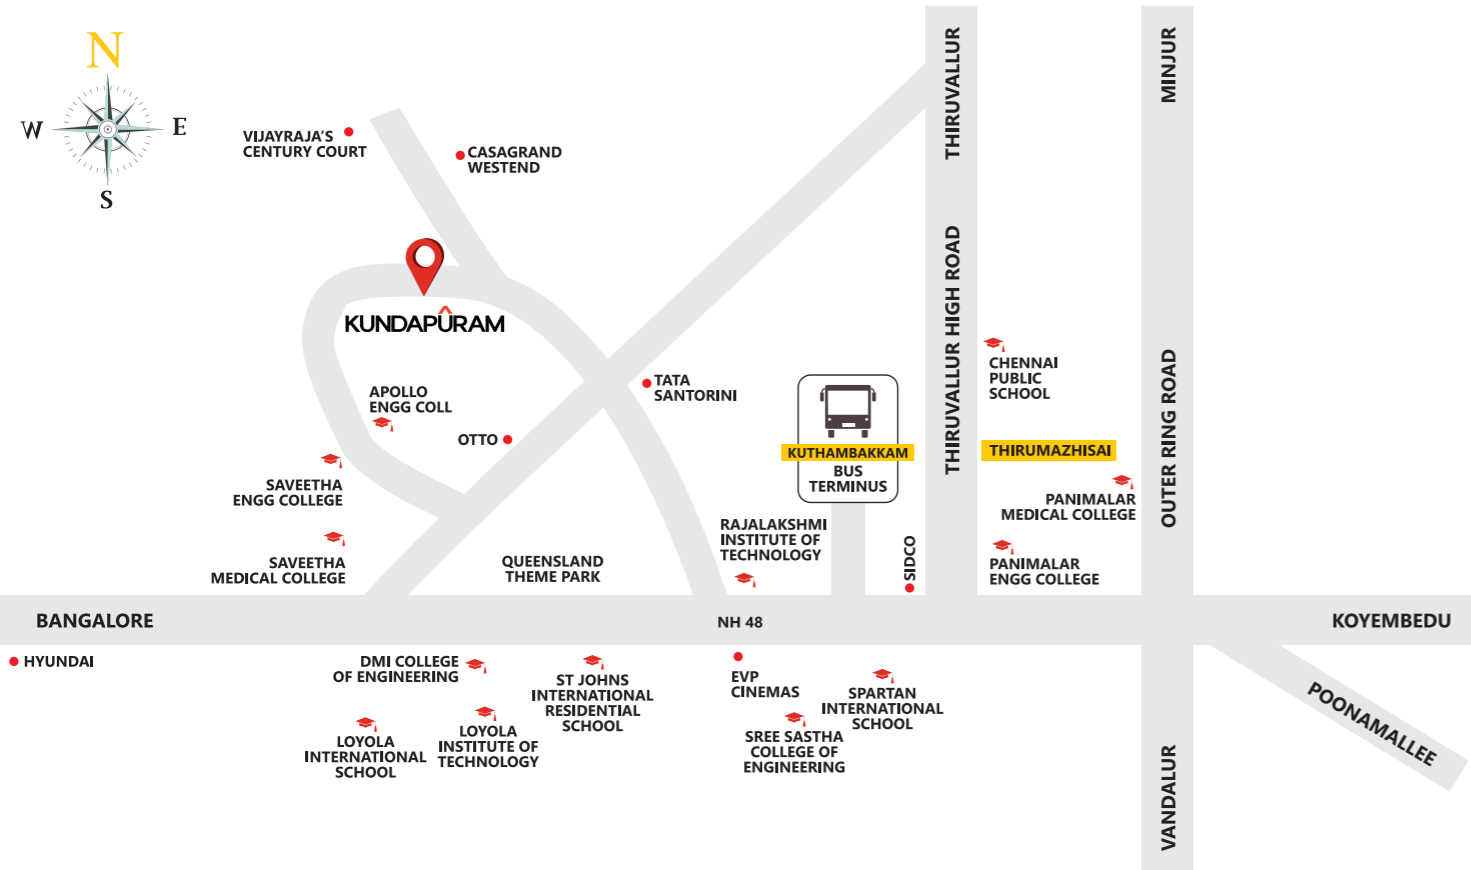 N
W
E
S
VIJAYRAJA'S
CENTURY COURT
CASAGRAND
WESTEND
THIRUVALLUR
MINJUR
KUNDAPÛRAM
THIRUVALLUR HIGH ROAD
OUTER RING ROAD
CHENNAI
PUBLIC
SCHOOL
TATA
SANTORINI
APOLLO
ENGG COLL
OTTO
KUTHAMBAKKAM
BUS
TERMINUS
THIRUMAZHISAI
SAVEETHA
ENGG COLLEGE
PANIMALAR
MEDICAL COLLEGE
RAJALAKSHMI
INSTITUTE OF
TECHNOLOGY
SIDCO
SAVEETHA
MEDICAL COLLEGE
QUEENSLAND
THEME PARK
PANIMALAR
ENGG COLLEGE
BANGALORE
NH 48
KOYEMBEDU
HYUNDAI
DMI COLLEGE
OF ENGINEERING
ST JOHNS
INTERNATIONAL
RESIDENTIAL
SCHOOL
EVP
CINEMAS
SPARTAN
INTERNATIONAL
SCHOOL
POONAMALLEE
LOYOLA
INTERNATIONAL
SCHOOL
LOYOLA
INSTITUTE OF
TECHNOLOGY
SREE SASTHA
COLLEGE OF
ENGINEERING
VANDALUR